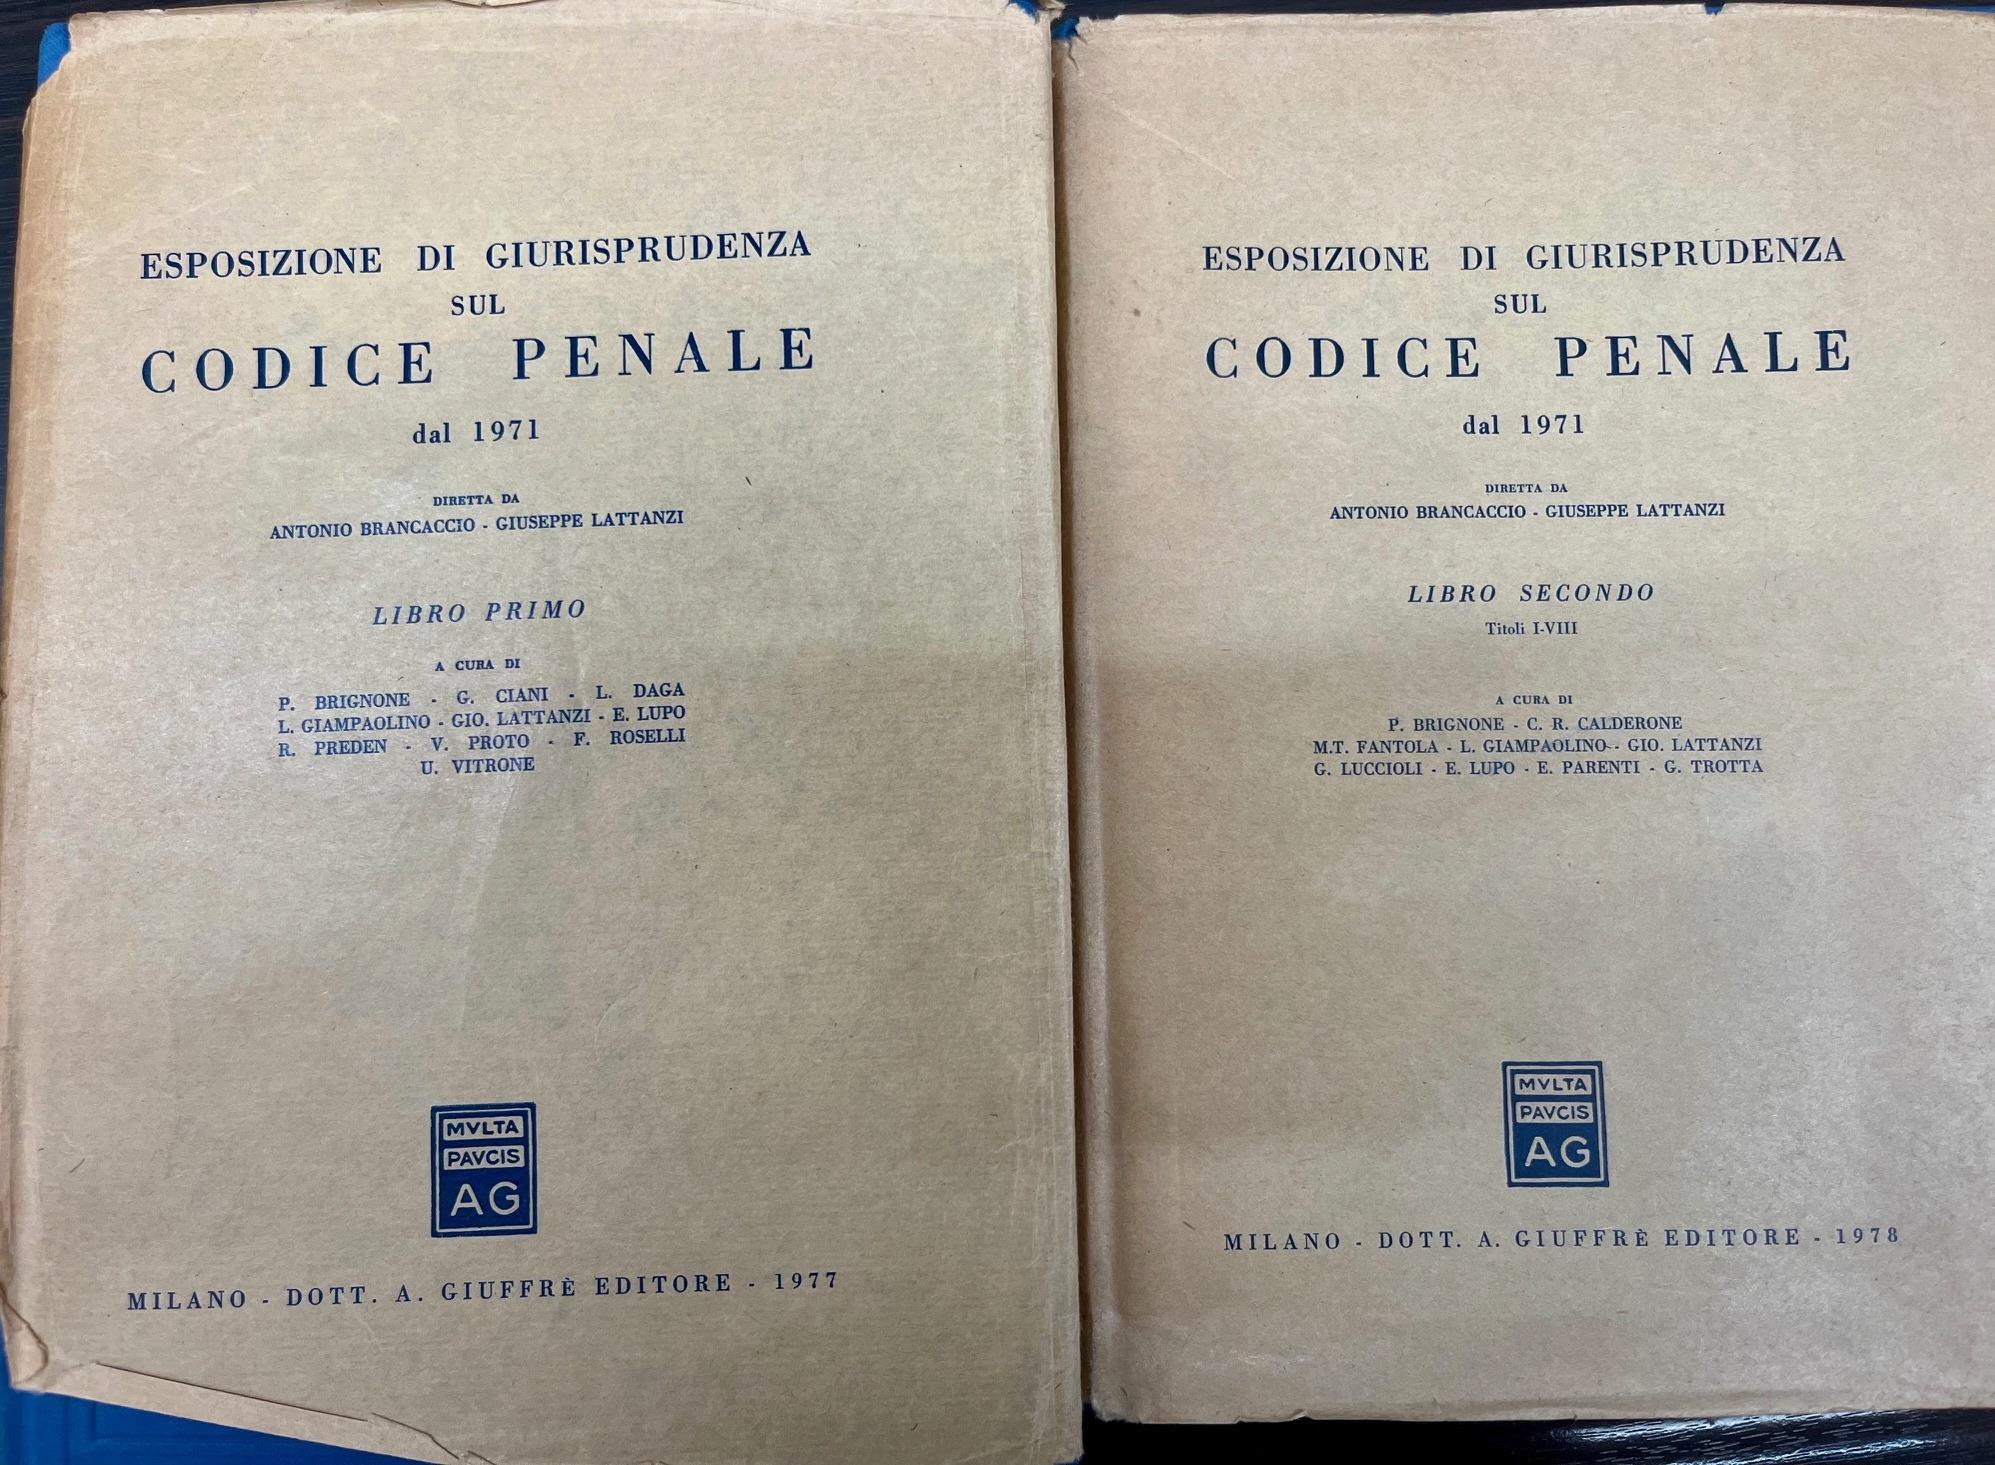 ESPOSIZIONE DI GIURISPRUDENZA
SUL
CODICE PENALE
dal 1971
DIRETTA DA
ANTONIO BRANCACCIO - GIUSEPPE LATTANZI
LIBRO PRIMO
A CURA DI
P. BRIGNONE - G. CIANI - L. DAGA
L. GIAMPAOLINO - GIO. LATTANZI - E. LUPO
R. PREDEN - V. PROTO - F. ROSELLI
U. VITRONE
MVLTA
PAVCIS
AG
MILANO - DOTT. A. GIUFFRÈ EDITORE - 1977
ESPOSIZIONE DI GIURISPRUDENZA
SUL
CODICE PENALE
dal 1971
DIRETTA DA
ANTONIO BRANCACCIO - GIUSEPPE LATTANZI
LIBRO SECONDO
Titoli I-VIII
A CURA DI
P. BRIGNONE - C. R. CALDERONE
M.T. FANTOLA - L. GIAMPAOLINO - GIO. LATTANZI
G. LUCCIOLI - E. LUPO - E. PARENTI - G. TROTTA
MVLTA
PAVCIS
AG
MILANO - DOTT. A. GIUFFRÈ EDITORE - 1978